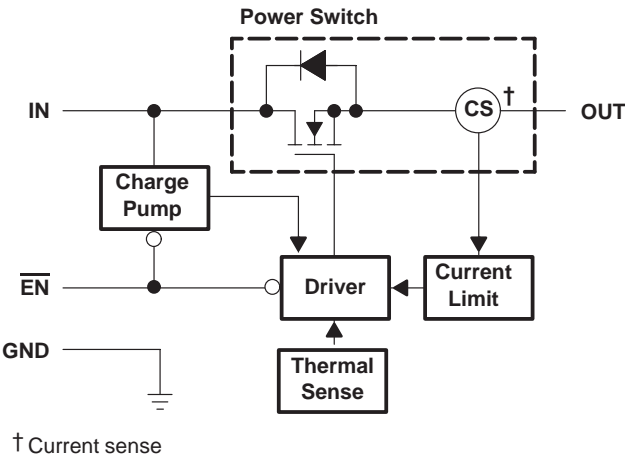 Power Switch
IN
CS
†
OUT
Charge
Pump
EN
Driver
Current
Limit
GND
Thermal
Sense
† Current sense